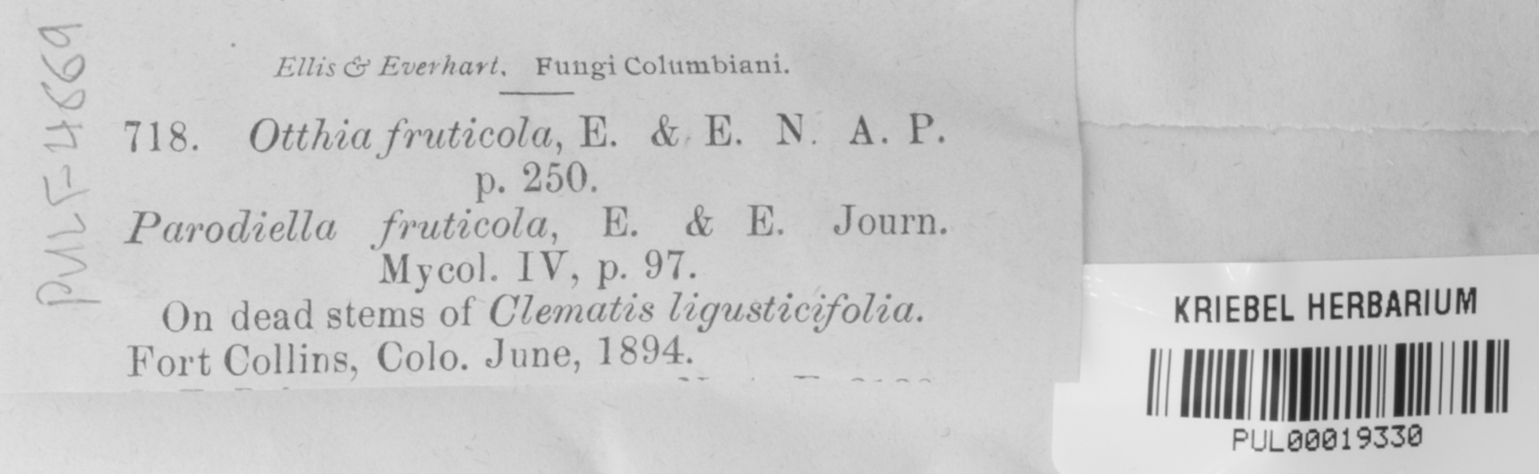 PUL F-4669
Ellis & Everhart. Fungi Columbiani.
718. Otthia fruticola, E. & E. N. A. P.
p. 250.
Parodiella fruticola, E. & E. Journ.
Mycol. IV, p. 97.
On dead stems of Clematis ligusticifolia.
Fort Collins, Colo. June, 1894.
KRIEBEL HERBARIUM
PUL00019330